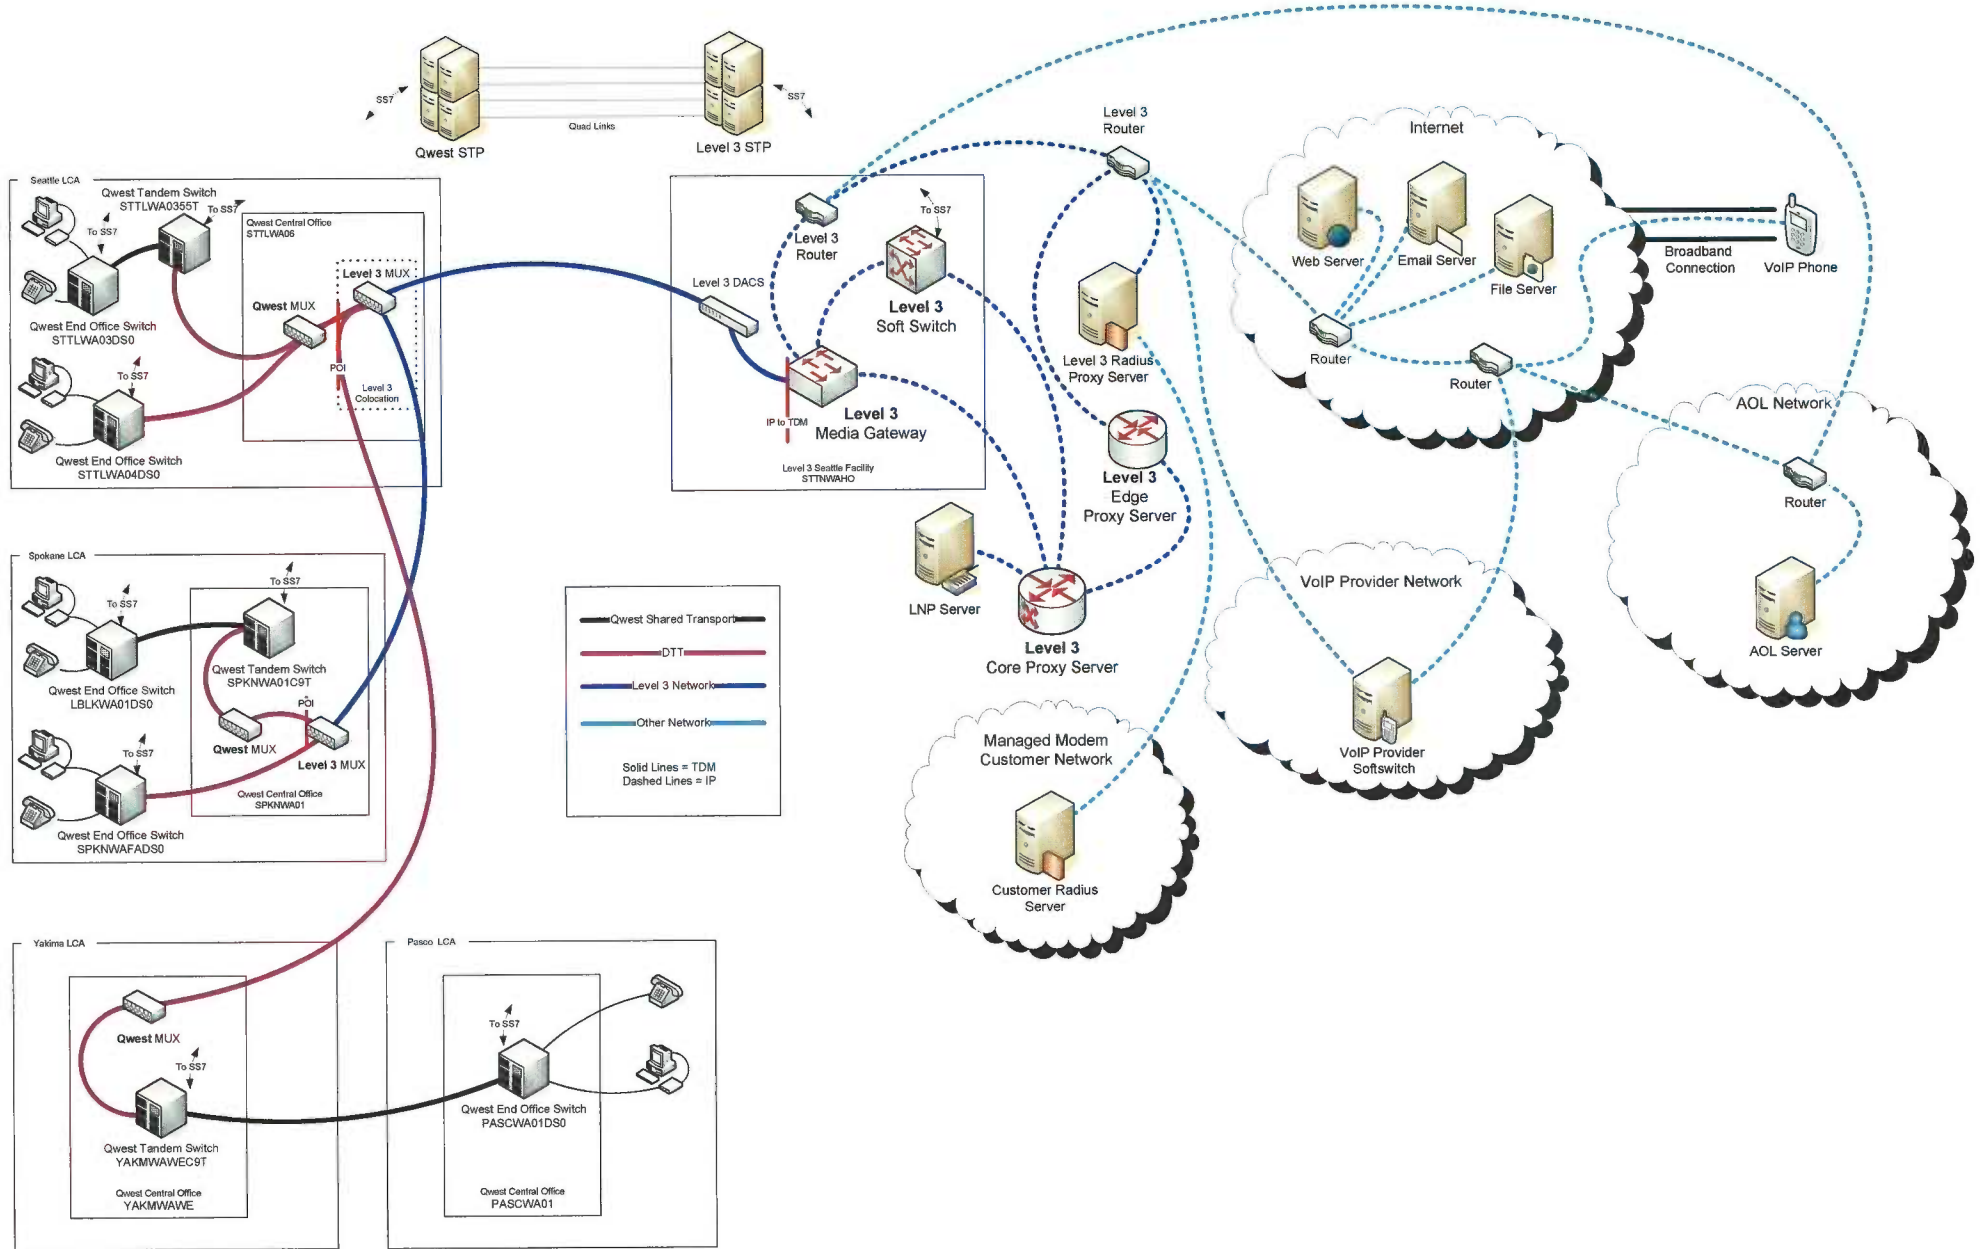 SS7
SS7
Quad Links
Qwest STP
Level 3 STP
Seattle LCA
Qwest Tandem Switch
STTLWA0355T
To SS7
To SS7
Qwest Central Office
STTLWA06
Level 3 MUX
Qwest MUX
Qwest End Office Switch
STTLWA03DS0
POI
To SS7
Level 3
Colocation
Qwest End Office Switch
STTLWA04DS0
Level 3 DACS
Level 3
Router
To SS7
Level 3
Soft Switch
Level 3
Media Gateway
IP to TDM
Level 3 Seattle Facility
STTNWAHO
Level 3
Router
Level 3 Radius
Proxy Server
Level 3
Edge
Proxy Server
LNP Server
Level 3
Core Proxy Server
Internet
Web Server
Email Server
File Server
Router
Router
Broadband
Connection
VoIP Phone
AOL Network
Router
AOL Server
VoIP Provider Network
VoIP Provider
Softswitch
Managed Modem
Customer Network
Customer Radius
Server
Spokane LCA
To SS7
To SS7
Qwest Tandem Switch
SPKNWA01C9T
Qwest End Office Switch
LBLKWA01DS0
POI
Qwest MUX
Level 3 MUX
To SS7
Qwest Central Office
SPKNWA01
Qwest End Office Switch
SPKNWAFADS0
Qwest Shared Transport
DTT
Level 3 Network
Other Network
Solid Lines = TDM
Dashed Lines = IP
Yakima LCA
Qwest MUX
To SS7
Qwest Tandem Switch
YAKMWAWEC9T
Qwest Central Office
YAKMWAWE
Pasco LCA
To SS7
Qwest End Office Switch
PASCWA01DS0
Qwest Central Office
PASCWA01